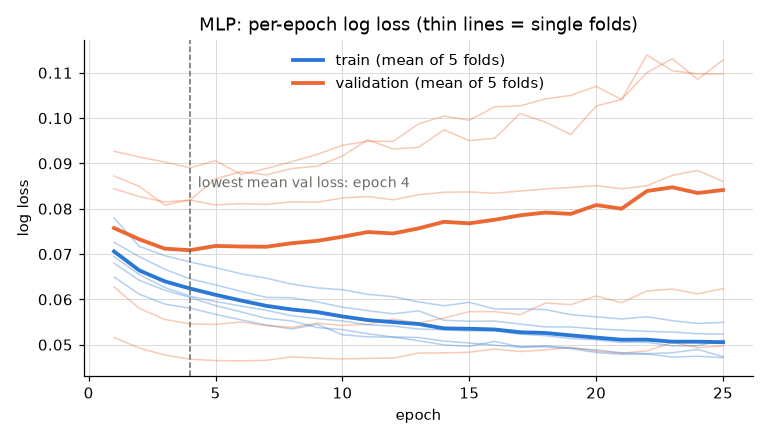 MLP: per-epoch log loss (thin lines = single folds)
train (mean of 5 folds)
validation (mean of 5 folds)
0.11
0.10
0.09
0.08
0.07
0.06
0.05
log loss
lowest mean val loss: epoch 4
0
5
10
15
20
25
epoch